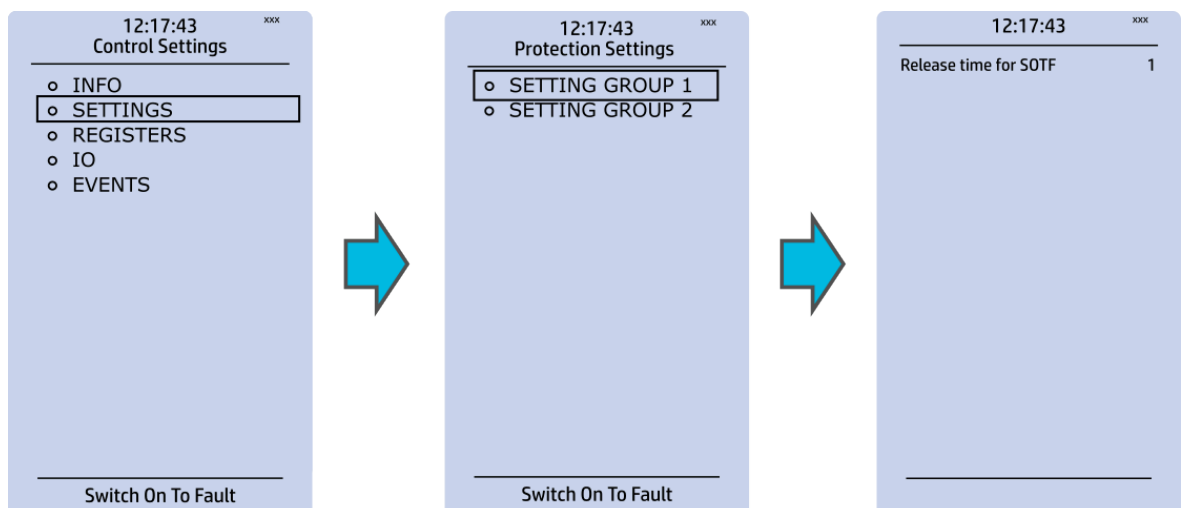 12:17:43 xxx
Control Settings
INFO
SETTINGS
REGISTERS
IO
EVENTS
Switch On To Fault
12:17:43 xxx
Protection Settings
SETTING GROUP 1
SETTING GROUP 2
Switch On To Fault
12:17:43 xxx
Release time for SOTF 1